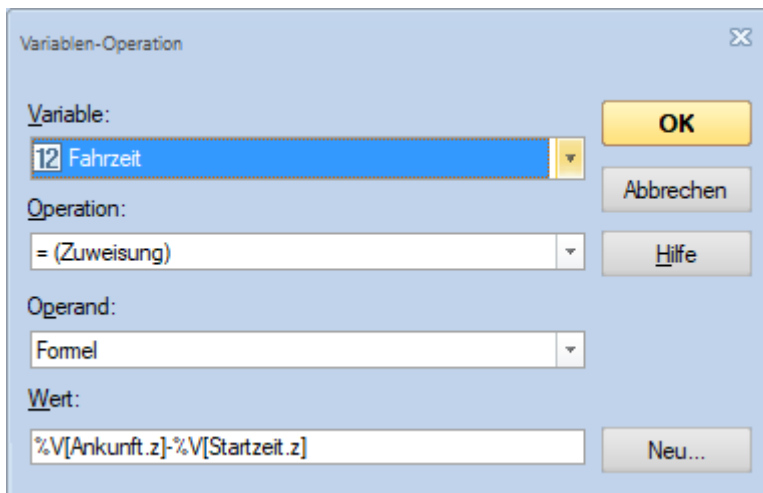 Variablen-Operation
Variable:
12 Fahrzeit
OK
Abbrechen
Operation:
= (Zuweisung)
Hilfe
Operand:
Formel
Wert:
%V[Ankunft.z]-%V[Startzeit.z]
Neu...